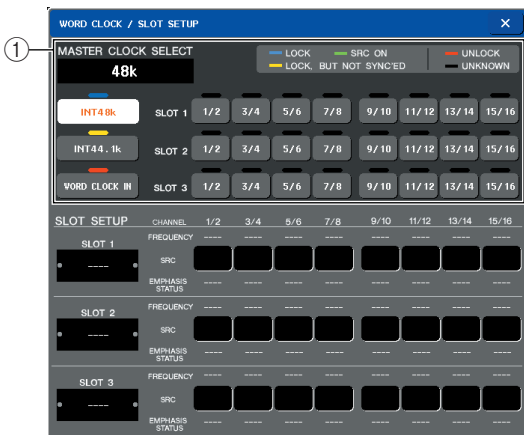 WORD CLOCK / SLOT SETUP ×
1
MASTER CLOCK SELECT
48k
LOCK SRC ON UNLOCK
LOCK, BUT NOT SYNC'ED UNKNOWN
INT48k SLOT 1 1/2 3/4 5/6 7/8 9/10 11/12 13/14 15/16
INT44.1k SLOT 2 1/2 3/4 5/6 7/8 9/10 11/12 13/14 15/16
WORD CLOCK IN SLOT 3 1/2 3/4 5/6 7/8 9/10 11/12 13/14 15/16
SLOT SETUP CHANNEL 1/2 3/4 5/6 7/8 9/10 11/12 13/14 15/16
SLOT 1 FREQUENCY ---- ---- ---- ---- ---- ---- ---- ----
---- SRC
EMPHASIS STATUS ---- ---- ---- ---- ---- ---- ---- ----
SLOT 2 FREQUENCY ---- ---- ---- ---- ---- ---- ---- ----
---- SRC
EMPHASIS STATUS ---- ---- ---- ---- ---- ---- ---- ----
SLOT 3 FREQUENCY ---- ---- ---- ---- ---- ---- ---- ----
---- SRC
EMPHASIS STATUS ---- ---- ---- ---- ---- ---- ---- ----